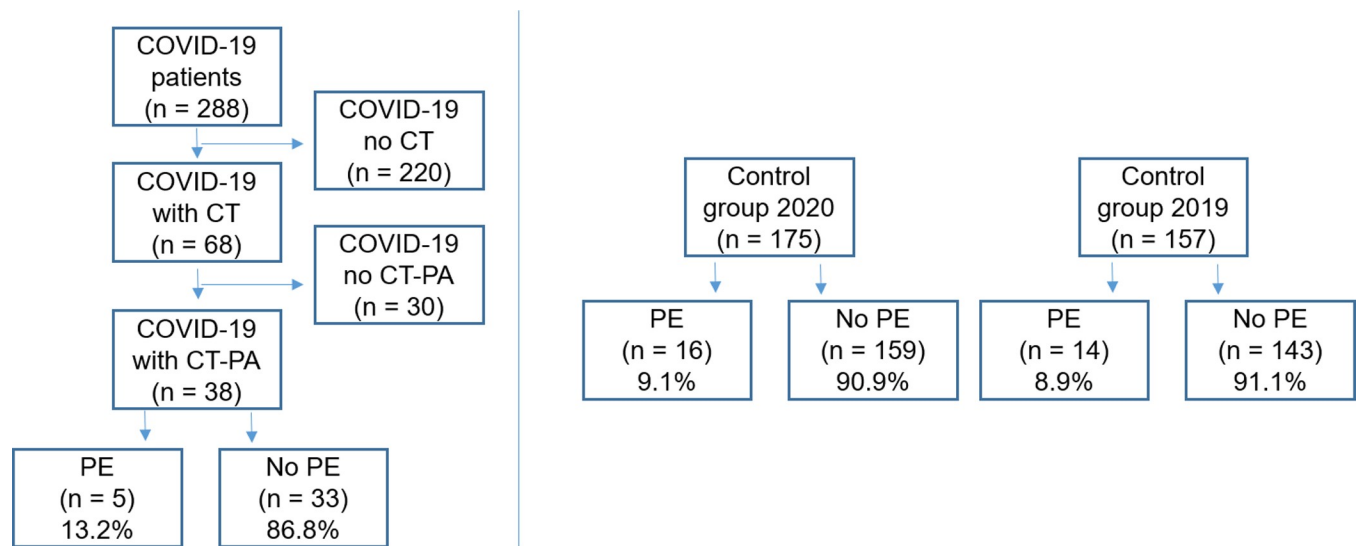 COVID-19
patients
(n = 288)
COVID-19
no CT
(n = 220)
COVID-19
with CT
(n = 68)
COVID-19
no CT-PA
(n = 30)
COVID-19
with CT-PA
(n = 38)
PE
(n = 5)
13.2%
No PE
(n = 33)
86.8%
Control
group 2020
(n = 175)
PE
(n = 16)
9.1%
No PE
(n = 159)
90.9%
Control
group 2019
(n = 157)
PE
(n = 14)
8.9%
No PE
(n = 143)
91.1%